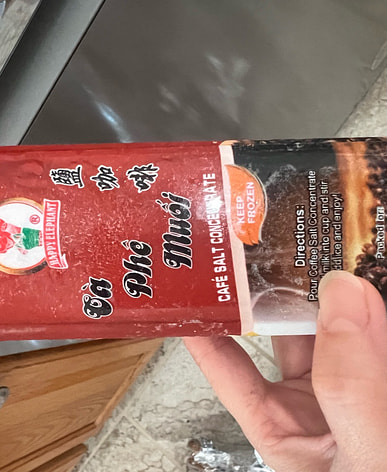 HAPPY ELEPHANT
®
鹽咖啡
Cà
Phê
Muối
CAFÉ SALT CONCENTRATE
KEEP
FROZEN
Directions:
Pour Coffee Salt Concentrate
milk into cup and stir
ice and enjoy!